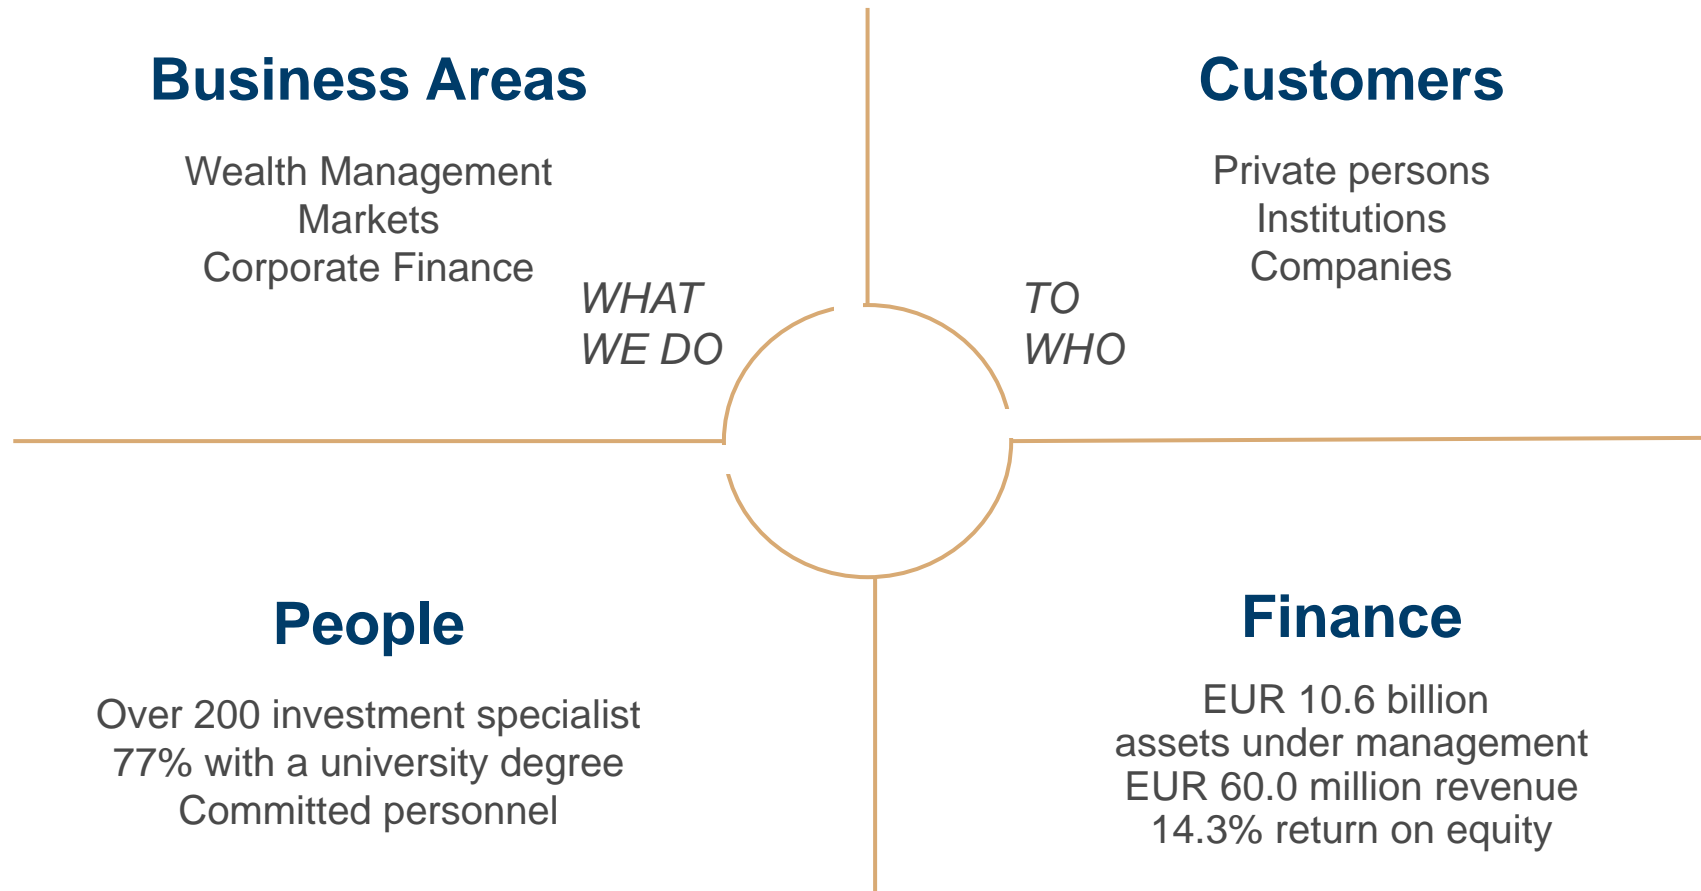 Business Areas
Wealth Management
Markets
Corporate Finance
WHAT
WE DO
Customers
Private persons
Institutions
Companies
TO
WHO
People
Over 200 investment specialist
77% with a university degree
Committed personnel
Finance
EUR 10.6 billion
assets under management
EUR 60.0 million revenue
14.3% return on equity